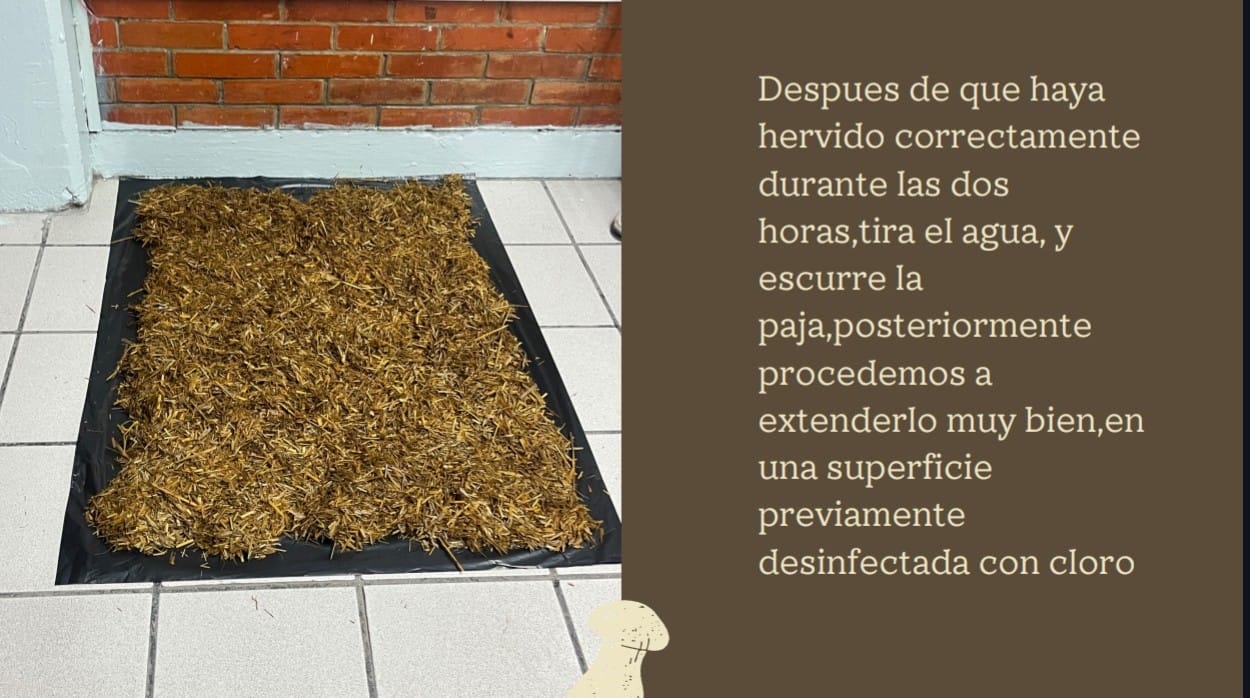 Despues de que haya
hervido correctamente
durante las dos
horas,tira el agua, y
escurre la
paja,posteriormente
procedemos a
extenderlo muy bien,en
una superficie
previamente
desinfectada con cloro